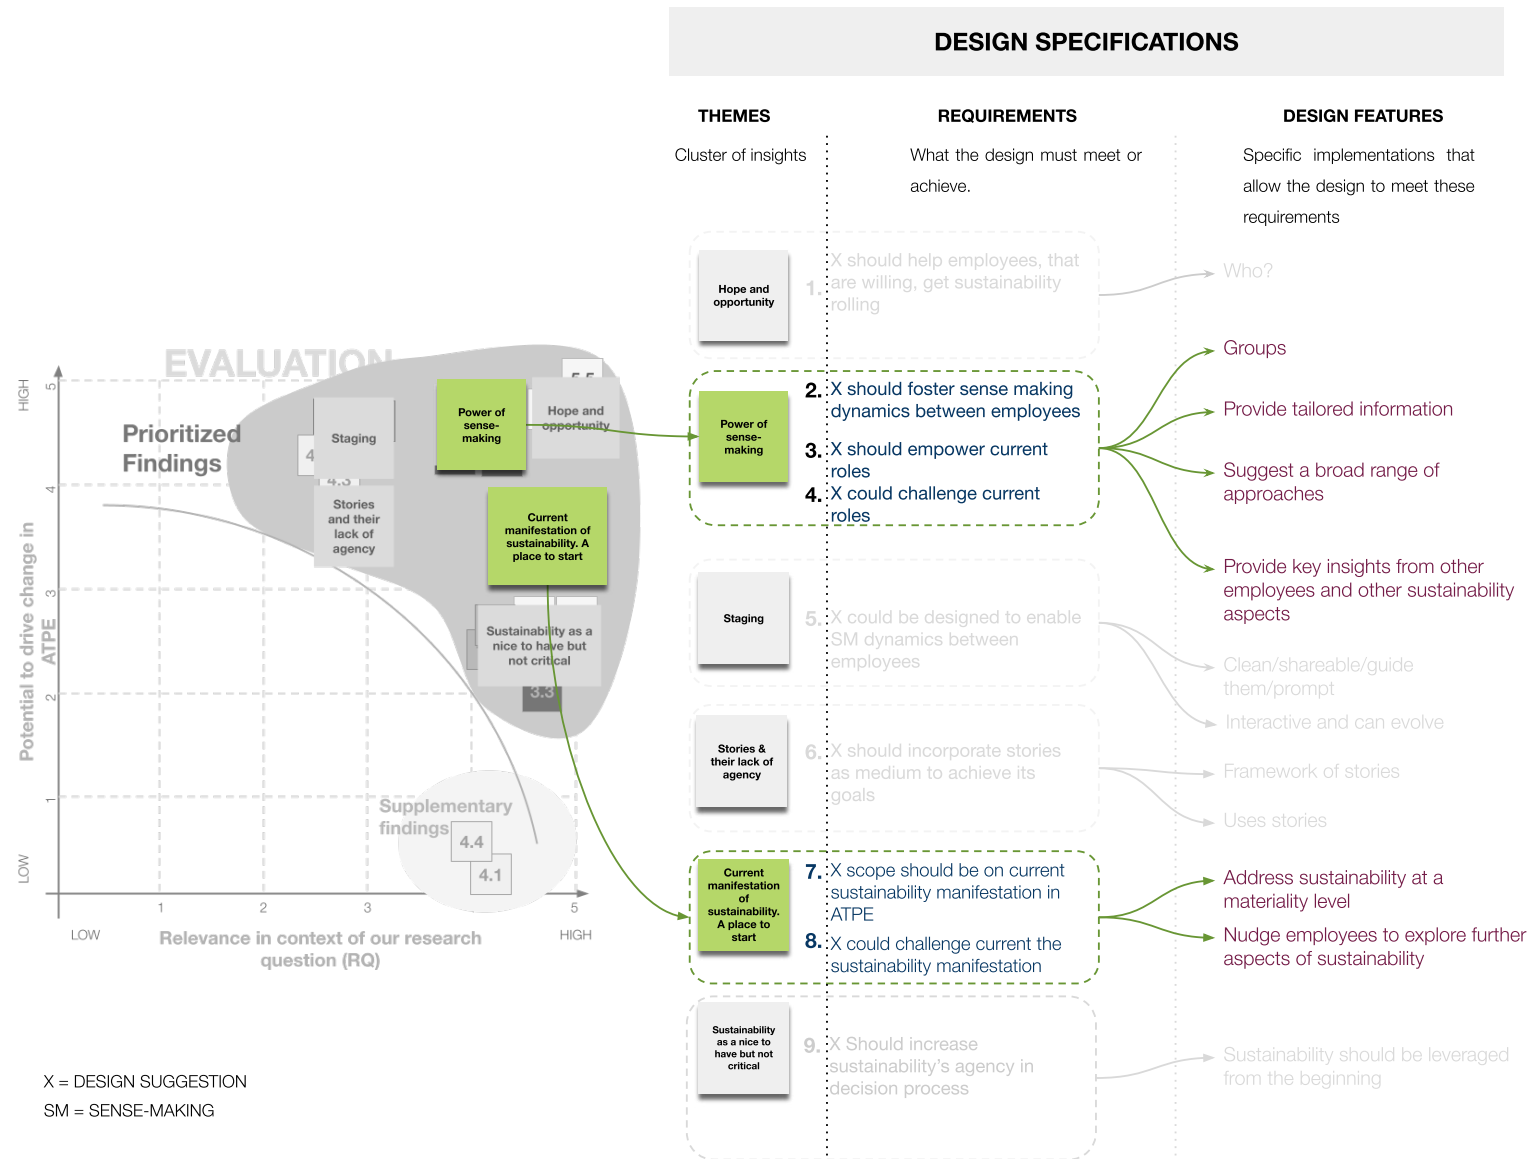 DESIGN SPECIFICATIONS
THEMES
Cluster of insights
REQUIREMENTS
What the design must meet or
achieve.
DESIGN FEATURES
Specific implementations that
allow the design to meet these
requirements
Hope and
opportunity
1.
X should help employees, that
are willing, get sustainability
rolling
Who?
Power of
sense-
making
2.
X should foster sense making
dynamics between employees
3.
X should empower current
roles
4.
X could challenge current
roles
Groups
Provide tailored information
Suggest a broad range of
approaches
Provide key insights from other
employees and other sustainability
aspects
Staging
5.
X could be designed to enable
SM dynamics between
employees
Clean/shareable/guide
them/prompt
Interactive and can evolve
Stories &
their lack of
agency
6.
X should incorporate stories
as medium to achieve its
goals
Framework of stories
Uses stories
Current
manifestation
of
sustainability.
A place to
start
7.
X scope should be on current
sustainability manifestation in
ATPE
8.
X could challenge current the
sustainability manifestation
Address sustainability at a
materiality level
Nudge employees to explore further
aspects of sustainability
Sustainability
as a nice to
have but not
critical
9.
X Should increase
sustainability's agency in
decision process
Sustainability should be leveraged
from the beginning
EVALUATION
Prioritized
Findings
Staging
4.3
Stories
and their
lack of
agency
Power of
sense-
making
5.5
Hope and
opportunity
Current
manifestation of
sustainability. A
place to start
Sustainability as a
nice to have but
not critical
3.3
Supplementary
findings
4.4
4.1
HIGH
LOW
5
4
3
2
1
Potential to drive change in
ATPE
1
2
3
5
LOW
HIGH
Relevance in context of our research
question (RQ)
X = DESIGN SUGGESTION
SM = SENSE-MAKING